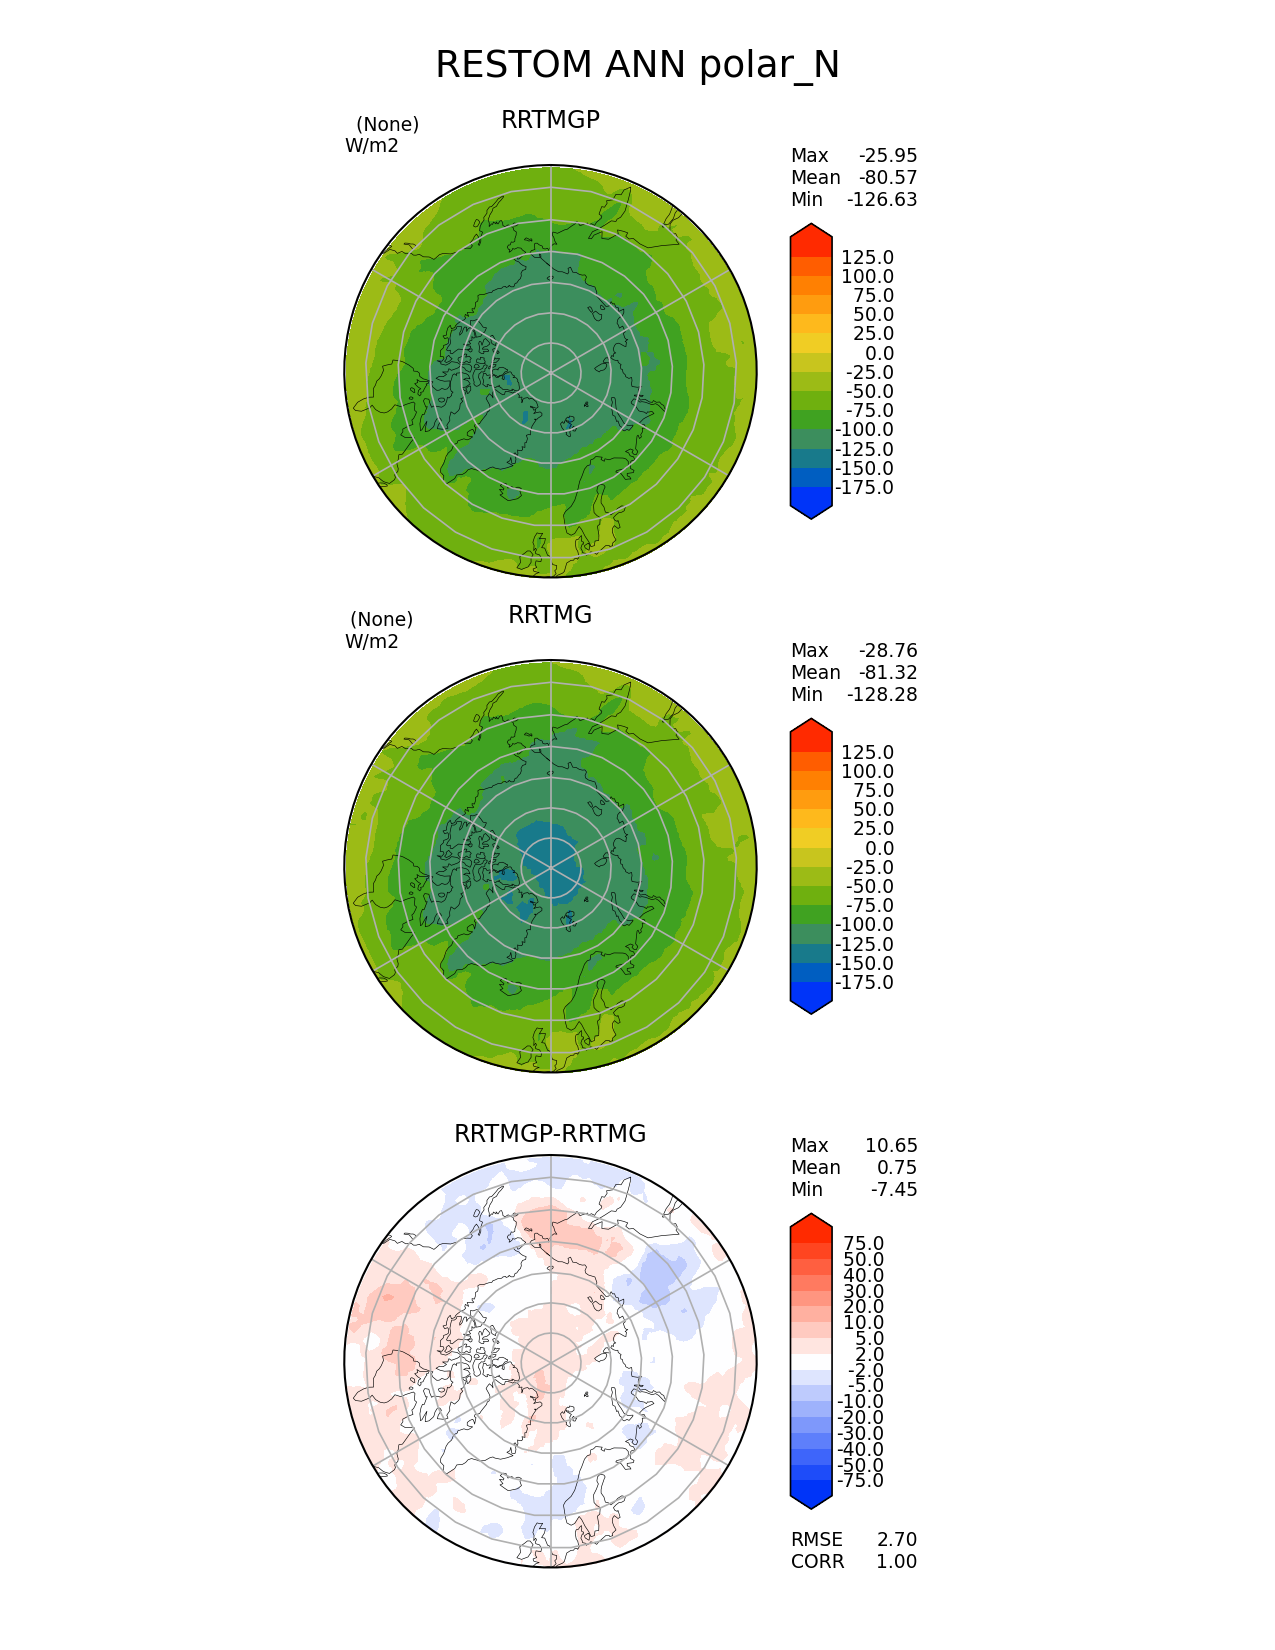 RESTOM ANN polar_N
(None)
RRTMGP
W/m2
Max -25.95
Mean -80.57
Min -126.63
125.0
100.0
75.0
50.0
25.0
0.0
-25.0
-50.0
-75.0
-100.0
-125.0
-150.0
-175.0
(None)
RRTMG
W/m2
Max -28.76
Mean -81.32
Min -128.28
125.0
100.0
75.0
50.0
25.0
0.0
-25.0
-50.0
-75.0
-100.0
-125.0
-150.0
-175.0
RRTMGP-RRTMG
Max 10.65
Mean 0.75
Min -7.45
75.0
50.0
40.0
30.0
20.0
10.0
5.0
2.0
-2.0
-5.0
-10.0
-20.0
-30.0
-40.0
-50.0
-75.0
RMSE 2.70
CORR 1.00